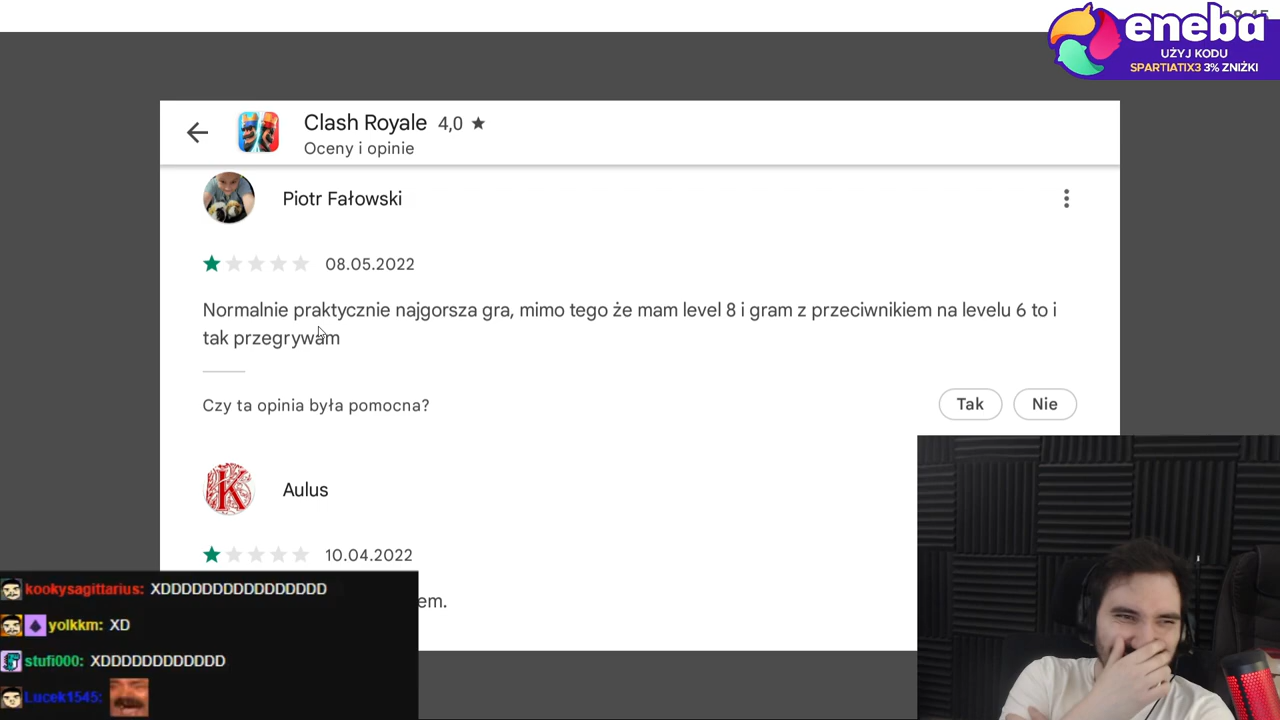 eneba
UŻYJ KODU
SPARTIATIX3 3% ZNIŻKI
Clash Royale 4,0 ★
Oceny i opinie
Piotr Fałowski
08.05.2022
Normalnie praktycznie najgorsza gra, mimo tego że mam level 8 i gram z przeciwnikiem na levelu 6 to i
tak przegrywam
Czy ta opinia była pomocna?
Tak
Nie
K
Aulus
10.04.2022
em.
kookysagittarius: XDDDDDDDDDDDDDDDDD
yolkkm: XD
stufi000: XDDDDDDDDDDDD
Lucek1545: